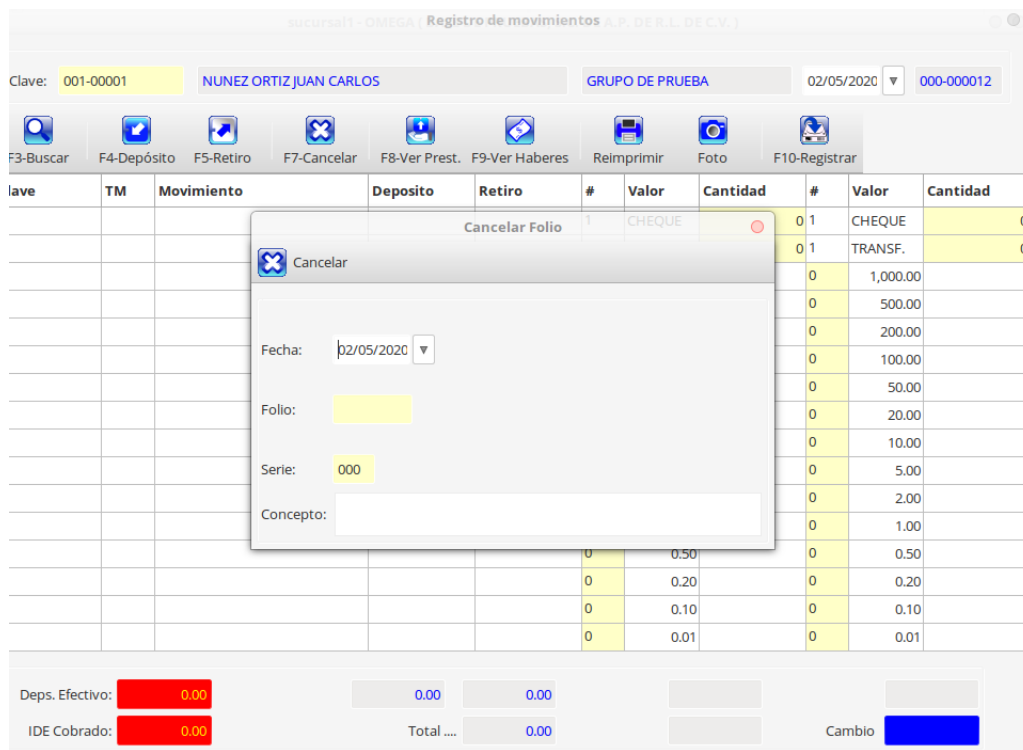 sucursal1 - OMEGA ( Registro de movimientos A.P. DE R.L. DE C.V. )
Clave: 001-00001 NUNEZ ORTIZ JUAN CARLOS GRUPO DE PRUEBA 02/05/2020 000-000012
F3-Buscar F4-Depósito F5-Retiro F7-Cancelar F8-Ver Prest. F9-Ver Haberes Reimprimir Foto F10-Registrar
lave TM Movimiento Deposito Retiro # Valor Cantidad # Valor Cantidad
1 CHEQUE 0 1 CHEQUE 0
Cancelar Folio
0 1 TRANSF. 0
Cancelar
0 1,000.00
0 500.00
0 200.00
Fecha: 02/05/2020
0 100.00
0 50.00
Folio:
0 20.00
0 10.00
Serie: 000
0 5.00
0 2.00
Concepto:
0 1.00
0 0.50 0 0.50
0 0.20 0 0.20
0 0.10 0 0.10
0 0.01 0 0.01
Deps. Efectivo: 0.00 0.00 0.00
IDE Cobrado: 0.00 Total .... 0.00 Cambio